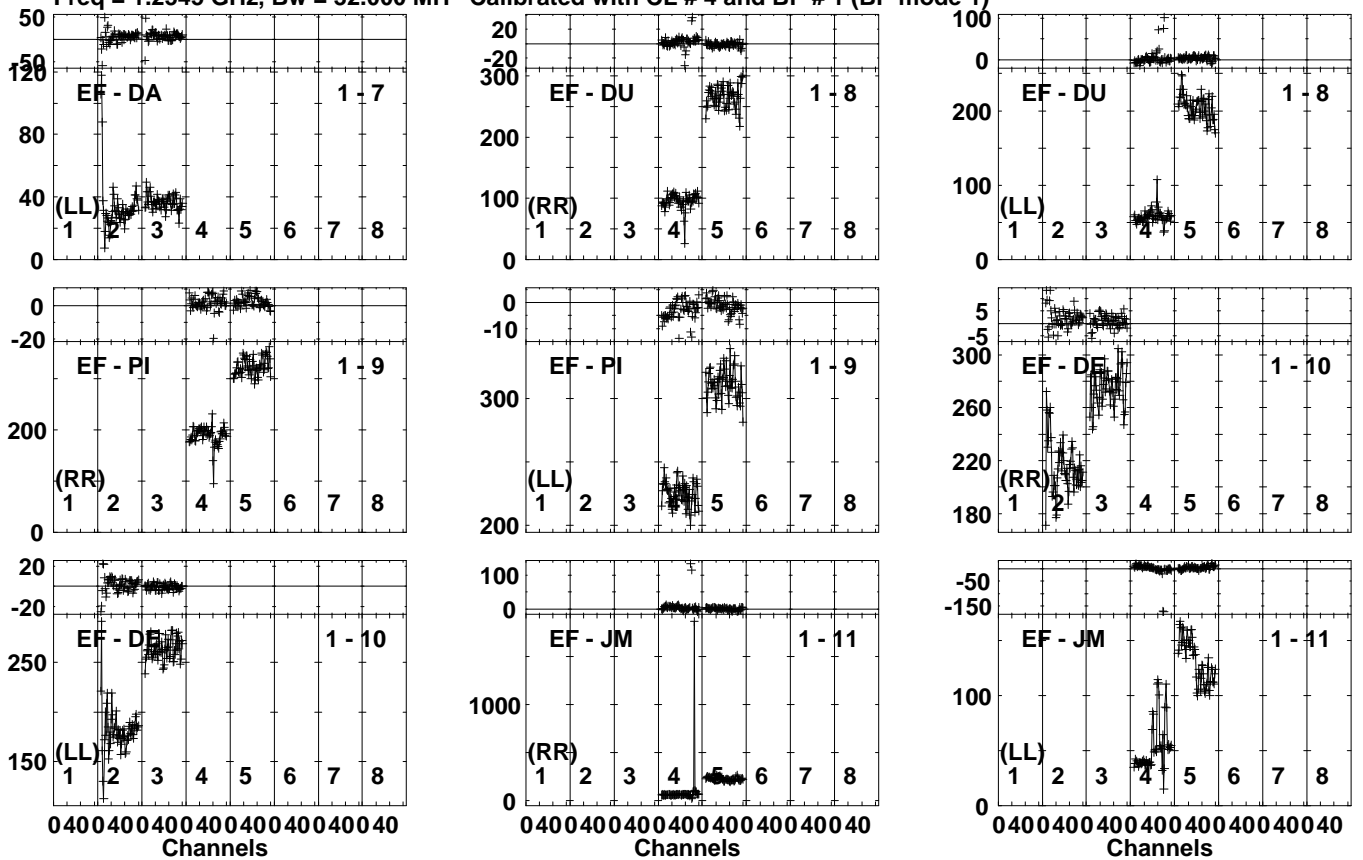 Freq = 1.2545 GHz, Bw = 32.000 MH Calibrated with CL # 4 and BP # 1 (BP mode 1)
50 0 -50 120 80 40 0
EF - DA 1 - 7
(LL)
1 2 3 4 5 6 7 8
20 -20 300 200 100 0
EF - DU 1 - 8
(RR)
1 2 3 4 5 6 7 8
100 0 200 100 0
EF - DU 1 - 8
(LL)
1 2 3 4 5 6 7 8
0 -20 200 0
EF - PI 1 - 9
(RR)
1 2 3 4 5 6 7 8
0 -10 300 200
EF - PI 1 - 9
(LL)
1 2 3 4 5 6 7 8
5 -5 300 260 220 180
EF - DE 1 - 10
(RR)
1 2 3 4 5 6 7 8
20 -20 250 150
EF - DE 1 - 10
(LL)
1 2 3 4 5 6 7 8
100 0 1000 0
EF - JM 1 - 11
(RR)
1 2 3 4 5 6 7 8
-50 -150 100 0
EF - JM 1 - 11
(LL)
1 2 3 4 5 6 7 8
0 40 0 40 0 40 0 40 0 40 0 40 0 40 0 40
Channels
0 40 0 40 0 40 0 40 0 40 0 40 0 40 0 40
Channels
0 40 0 40 0 40 0 40 0 40 0 40 0 40 0 40
Channels